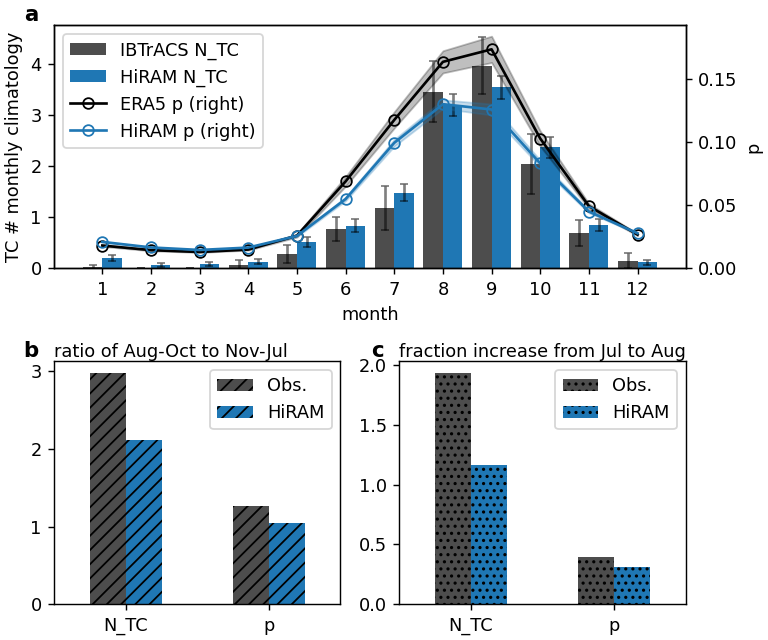 a
TC # monthly climatology
4
3
2
1
0
IBTrACS N_TC
HiRAM N_TC
ERA5 p (right)
HiRAM p (right)
0.15
0.10
0.05
0.00
p
1 2 3 4 5 6 7 8 9 10 11 12
month
b ratio of Aug-Oct to Nov-Jul
3
2
1
0
Obs.
HiRAM
N_TC p
c fraction increase from Jul to Aug
2.0
1.5
1.0
0.5
0.0
Obs.
HiRAM
N_TC p